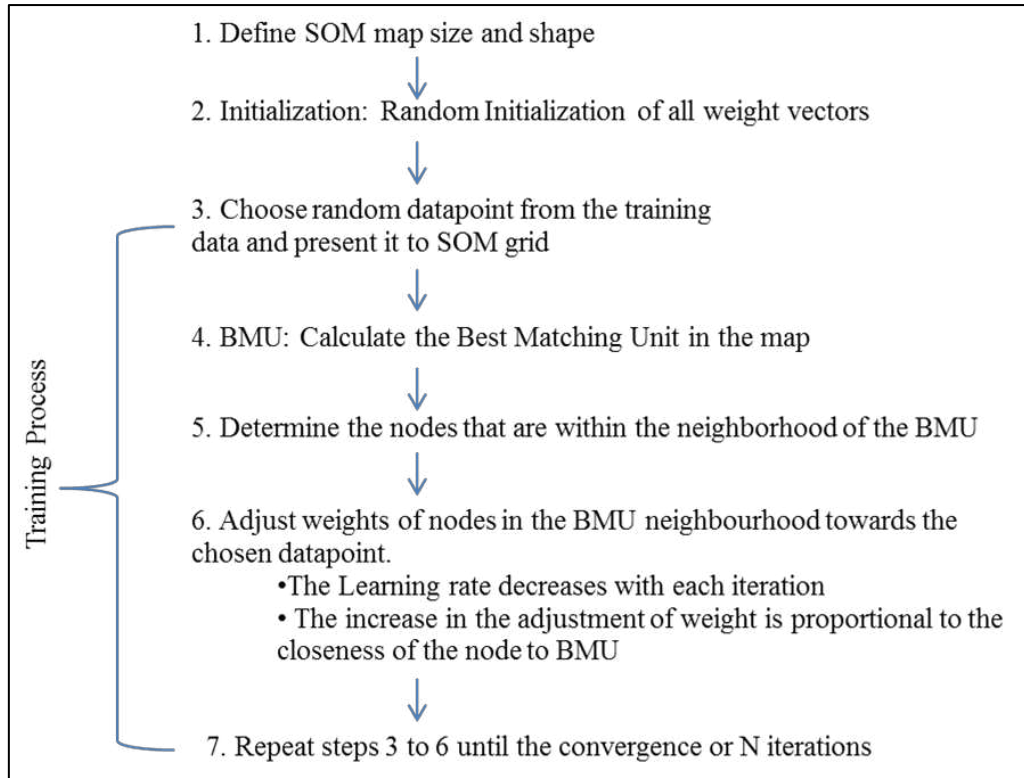 1. Define SOM map size and shape
2. Initialization: Random Initialization of all weight vectors
3. Choose random datapoint from the training
data and present it to SOM grid
4. BMU: Calculate the Best Matching Unit in the map
5. Determine the nodes that are within the neighborhood of the BMU
6. Adjust weights of nodes in the BMU neighbourhood towards the
chosen datapoint.
•The Learning rate decreases with each iteration
• The increase in the adjustment of weight is proportional to the
closeness of the node to BMU
7. Repeat steps 3 to 6 until the convergence or N iterations
Training Process